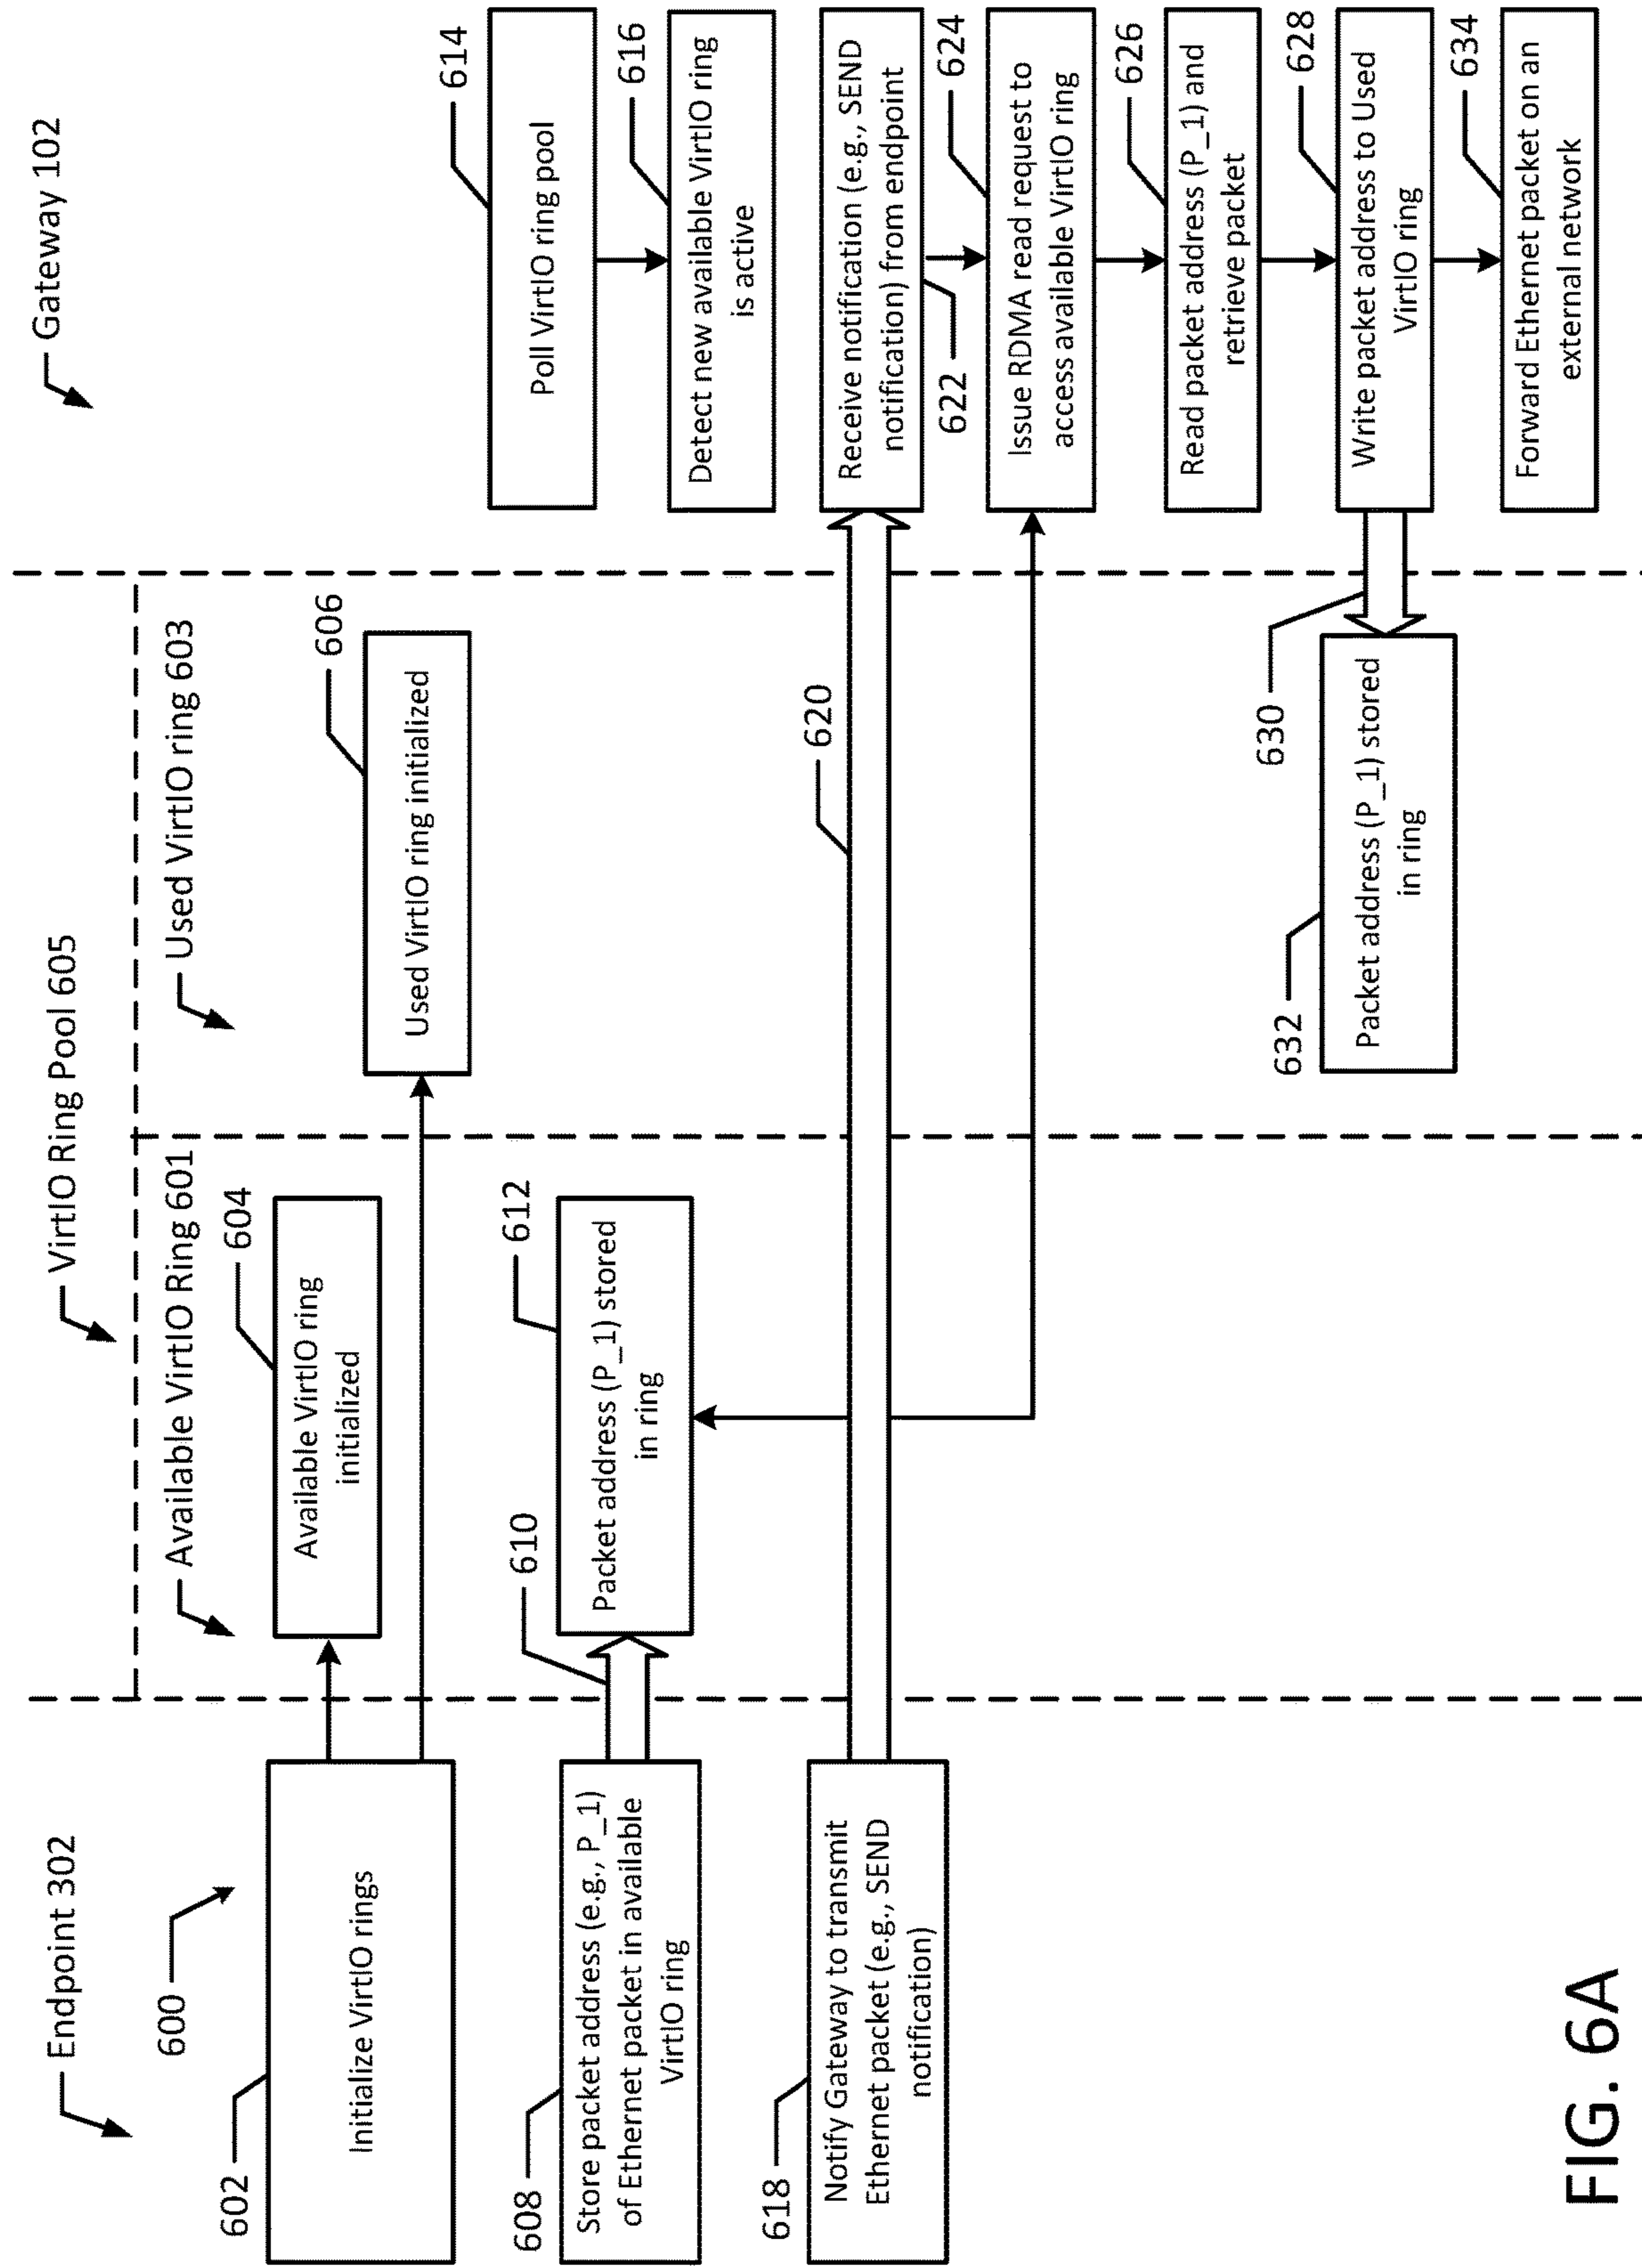 Endpoint 302
VirtIO Ring Pool 605
Gateway 102
600
Available VirtIO Ring 601
Used VirtIO ring 603
602
Initialize VirtIO rings
604
Available VirtIO ring
initialized
606
Used VirtIO ring initialized
608
Store packet address (e.g., P_1)
of Ethernet packet in available
VirtIO ring
610
612
Packet address (P_1) stored
in ring
614
Poll VirtIO ring pool
616
Detect new available VirtIO ring
is active
618
Notify Gateway to transmit
Ethernet packet (e.g., SEND
notification)
620
Receive notification (e.g., SEND
notification) from endpoint
622
624
Issue RDMA read request to
access available VirtIO ring
626
Read packet address (P_1) and
retrieve packet
628
Write packet address to Used
VirtIO ring
630
632
Packet address (P_1) stored
in ring
634
Forward Ethernet packet on an
external network
FIG. 6A